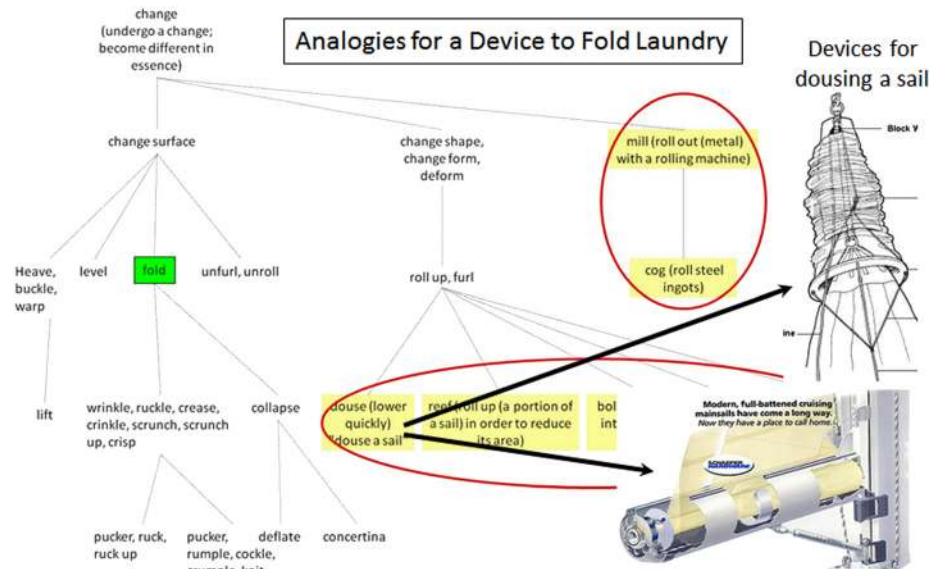 change
(undergo a change;
become different in
essence)
Analogies for a Device to Fold Laundry
Devices for
dousing a sail
Block
change surface
change shape,
change form,
deform
mill (roll out (metal)
with a rolling machine)
Heave,
buckle,
warp
level
fold
unfurl, unroll
roll up, furl
cog (roll steel
ingots)
ine
lift
wrinkle, ruckle, crease,
crinkle, scrunch, scrunch
up, crisp
collapse
douse (lower
quickly)
"douse a sail
reef (roll up (a portion of
a sail) in order to reduce
its area)
bol
int
Modern, full-battened cruising
mainsails have come a long way.
Now they have a place to call home.
pucker, ruck,
ruck up
pucker,
rumple, cockle,
deflate
concertina